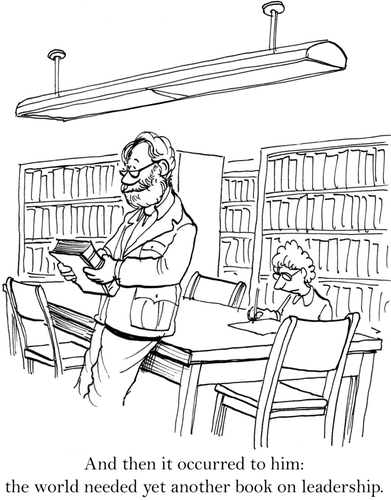 And then it occurred to him:
the world needed yet another book on leadership.